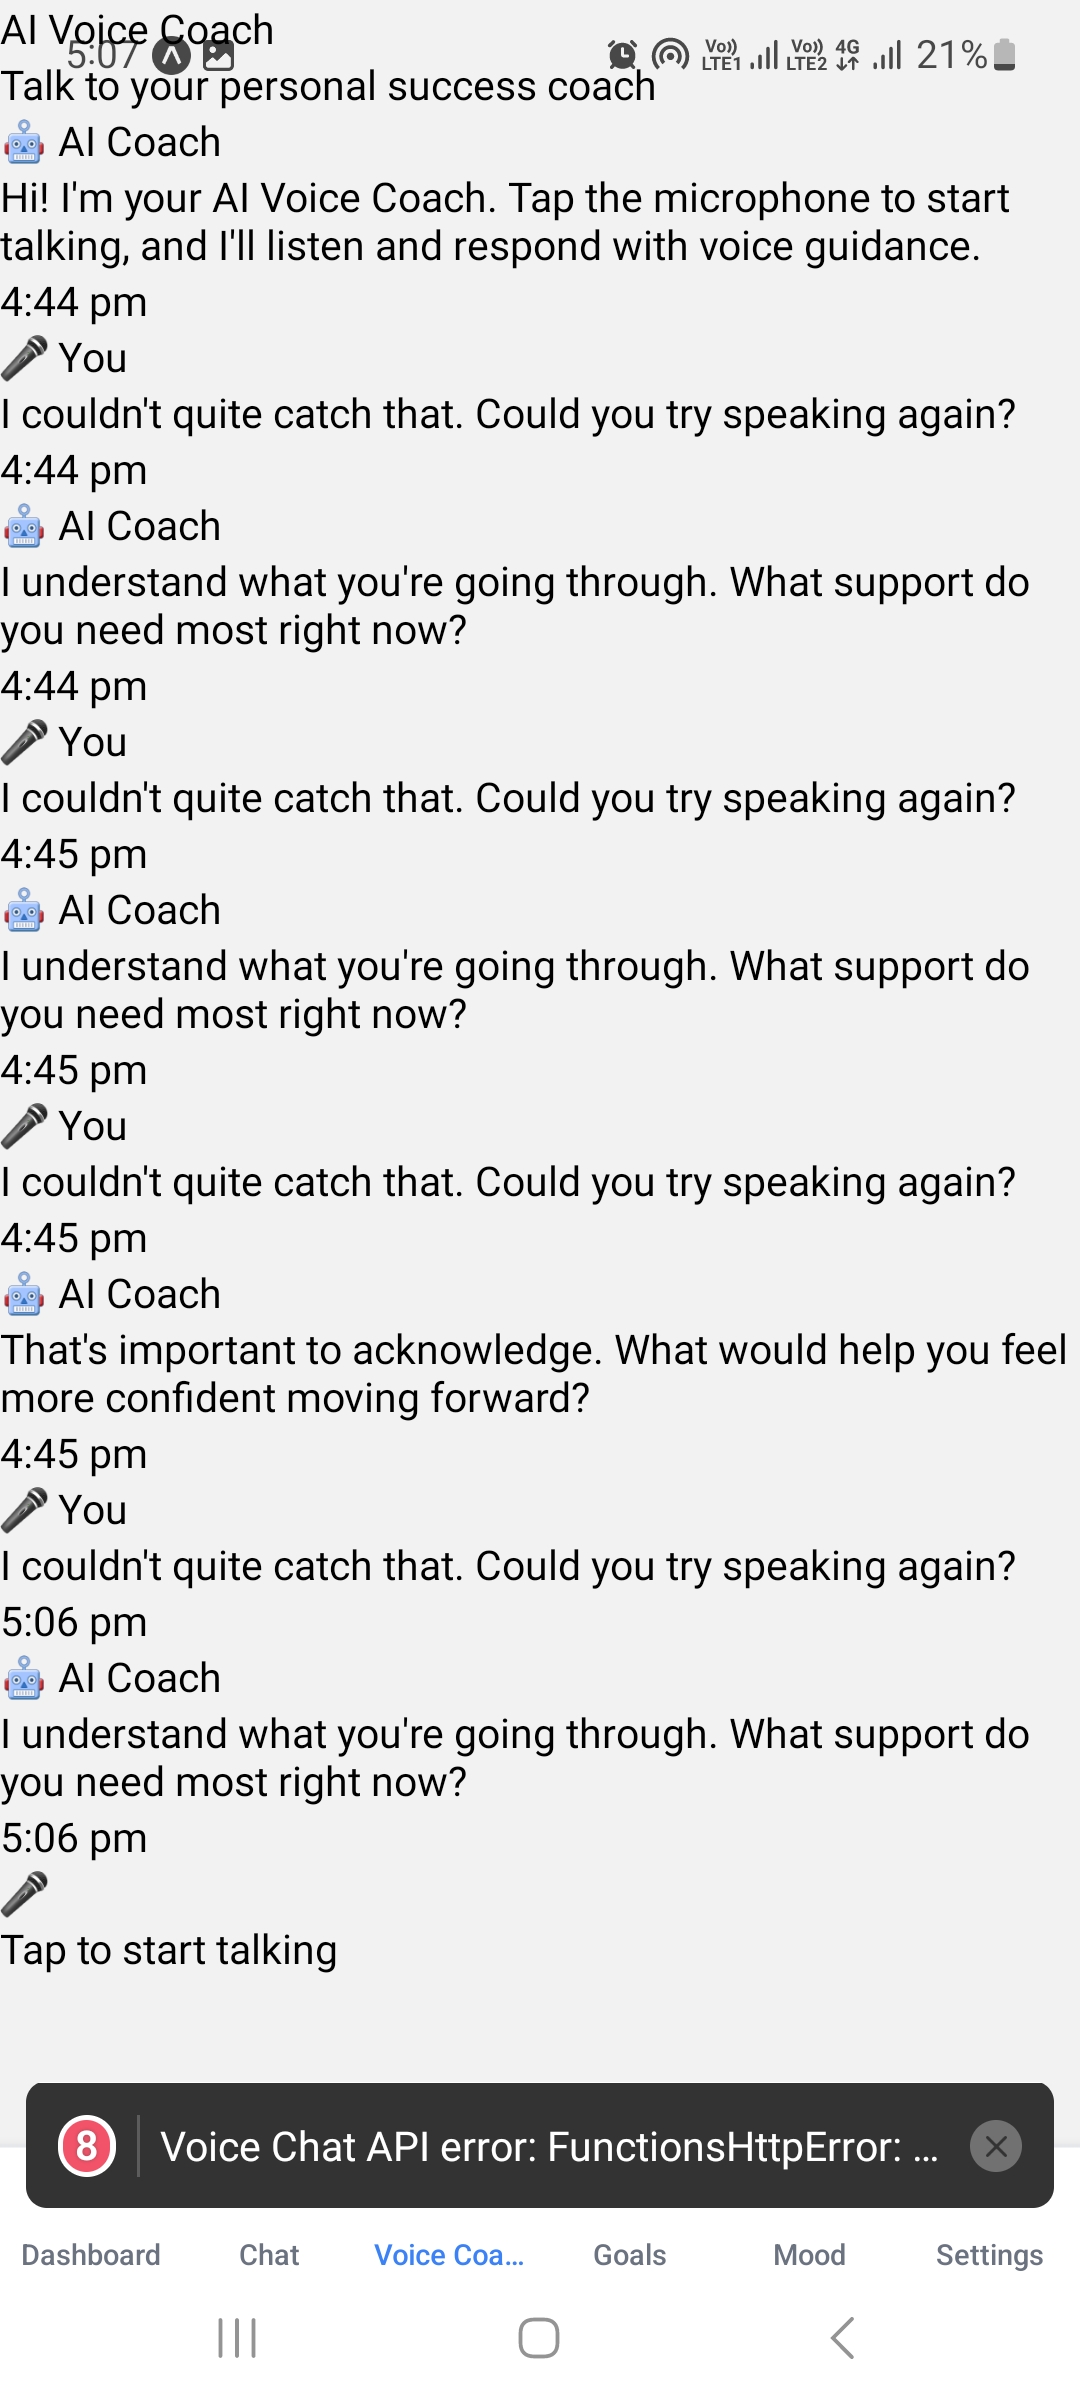 AI Voice Coach
5:07 Vo)) LTE1 Vo)) LTE2 4G 21%
Talk to your personal success coach
🤖 AI Coach
Hi! I'm your AI Voice Coach. Tap the microphone to start
talking, and I'll listen and respond with voice guidance.
4:44 pm
🎤 You
I couldn't quite catch that. Could you try speaking again?
4:44 pm
🤖 AI Coach
I understand what you're going through. What support do
you need most right now?
4:44 pm
🎤 You
I couldn't quite catch that. Could you try speaking again?
4:45 pm
🤖 AI Coach
I understand what you're going through. What support do
you need most right now?
4:45 pm
🎤 You
I couldn't quite catch that. Could you try speaking again?
4:45 pm
🤖 AI Coach
That's important to acknowledge. What would help you feel
more confident moving forward?
4:45 pm
🎤 You
I couldn't quite catch that. Could you try speaking again?
5:06 pm
🤖 AI Coach
I understand what you're going through. What support do
you need most right now?
5:06 pm
🎤
Tap to start talking
8 Voice Chat API error: FunctionsHttpError: ...
Dashboard Chat Voice Coa... Goals Mood Settings